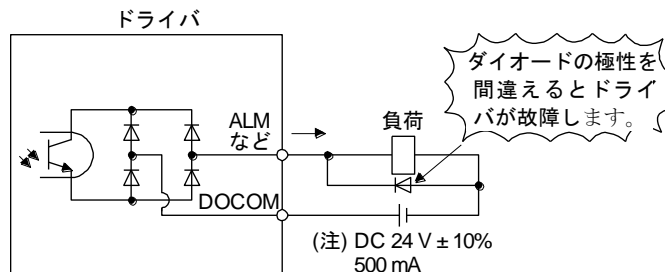 ドライバ
ダイオードの極性を
間違えるとドライ
バが故障します。
ALM
など
負荷
DOCOM
(注) DC 24 V ± 10%
500 mA